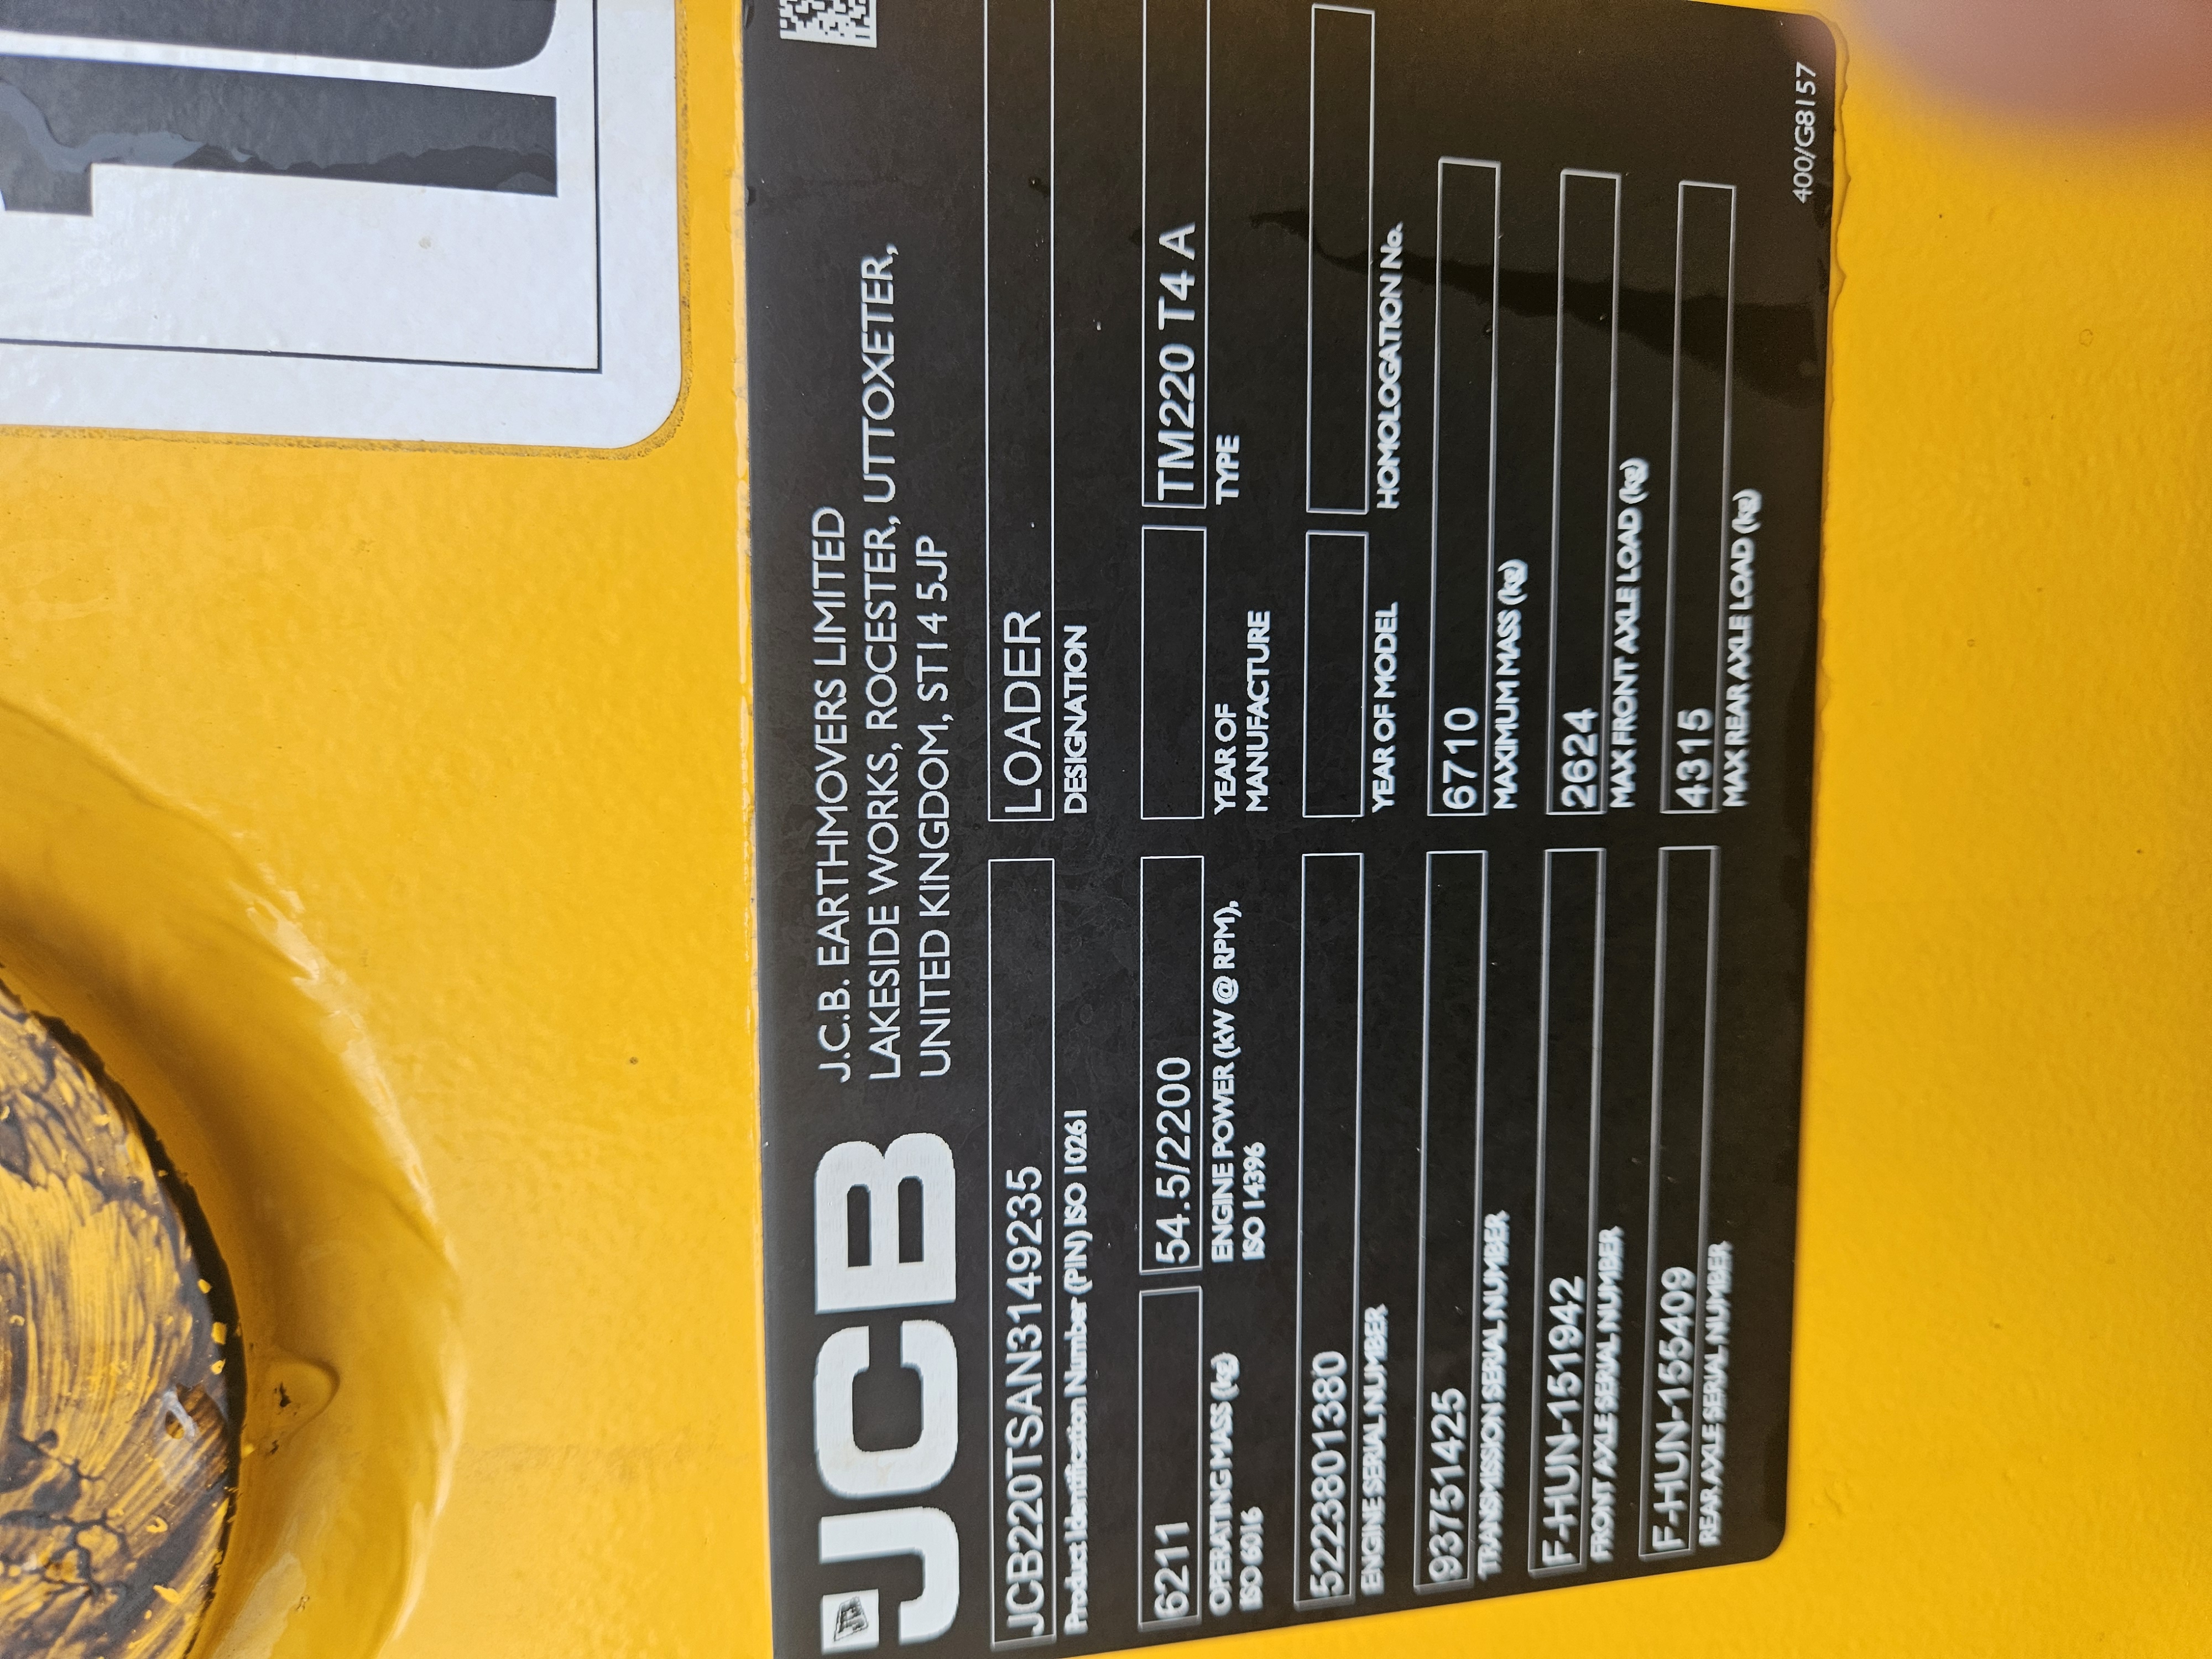 JCB
J.C.B. EARTHMOVERS LIMITED
LAKESIDE WORKS, ROCESTER, UTTOXETER,
UNITED KINGDOM, ST14 5JP
JCB220TSAN3149235
Product Identification Number (PIN) ISO 10261
LOADER
DESIGNATION
6211
OPERATING MASS (kg)
ISO 6016
54.5/2200
ENGINE POWER (kW @ RPM),
ISO 14396
YEAR OF
MANUFACTURE
TM220 T4 A
TYPE
5223801380
ENGINE SERIAL NUMBER
YEAR OF MODEL
HOMOLOGATION No.
93751425
TRANSMISSION SERIAL NUMBER
6710
MAXIMUM MASS (kg)
F-HUN-151942
FRONT AXLE SERIAL NUMBER
2624
MAX FRONT AXLE LOAD (kg)
F-HUN-155409
REAR AXLE SERIAL NUMBER
4315
MAX REAR AXLE LOAD (kg)
400/G8157